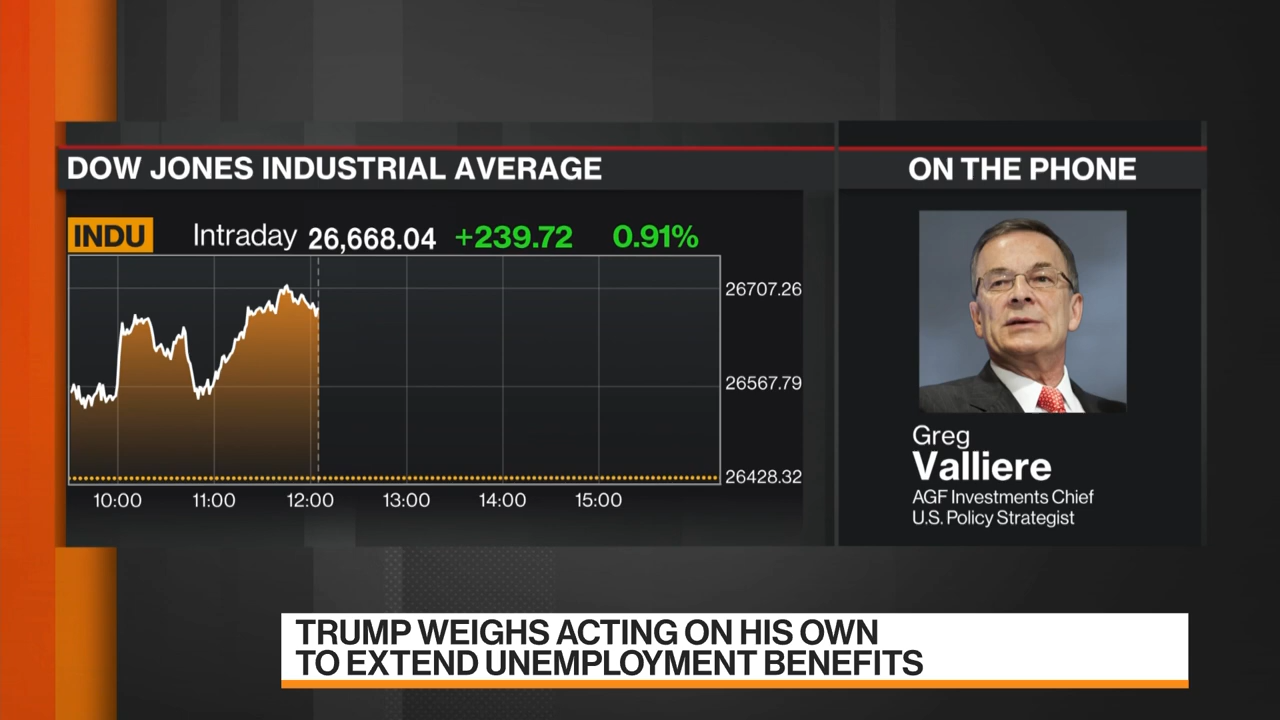 DOW JONES INDUSTRIAL AVERAGE
INDU Intraday 26,668.04 +239.72 0.91%
26707.26
26567.79
26428.32
10:00 11:00 12:00 13:00 14:00 15:00
ON THE PHONE
Greg
Valliere
AGF Investments Chief
U.S. Policy Strategist
TRUMP WEIGHS ACTING ON HIS OWN
TO EXTEND UNEMPLOYMENT BENEFITS